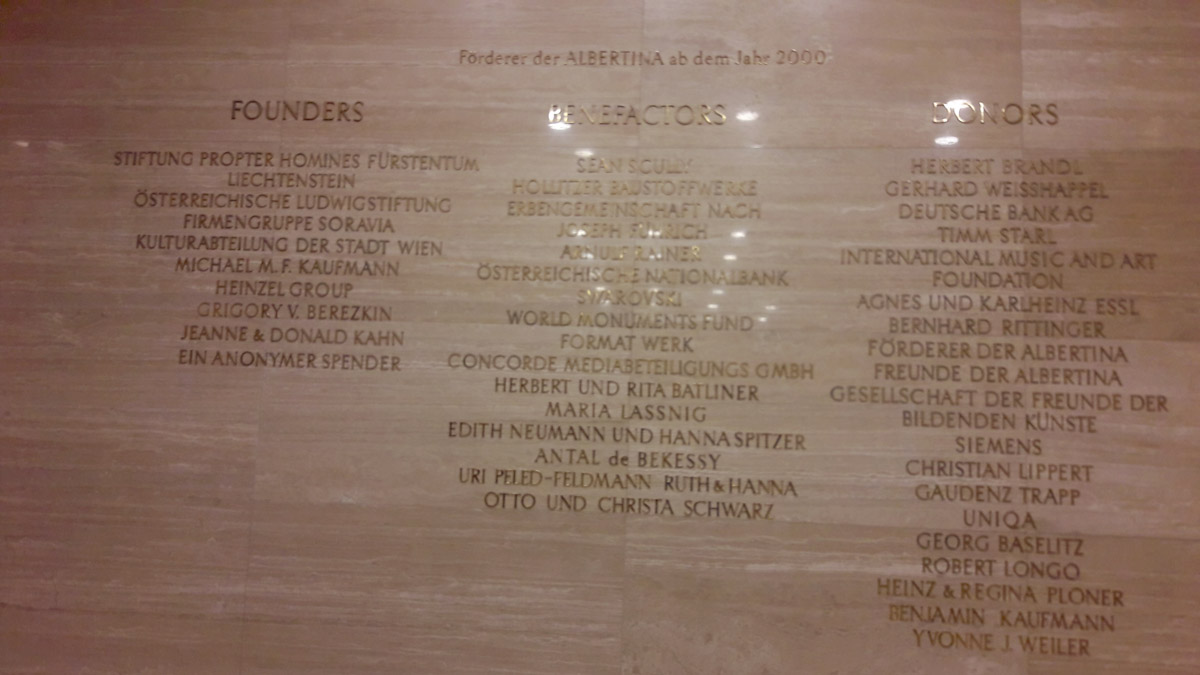 Förderer der ALBERTINA ab dem Jahr 2000
FOUNDERS
STIFTUNG PROPTER HOMINES FÜRSTENTUM
LIECHTENSTEIN
ÖSTERREICHISCHE LUDWIGSTIFTUNG
FIRMENGRUPPE SORAVIA
KULTURABTEILUNG DER STADT WIEN
MICHAEL M. F. KAUFMANN
HEINZEL GROUP
GRIGORY V. BEREZKIN
JEANNE & DONALD KAHN
EIN ANONYMER SPENDER
BENEFACTORS
SEAN SCULLY
HOLLITZER BAUSTOFFWERKE
ERBENGEMEINSCHAFT NACH
JOSEPH FÜHRICH
ARNULF RAINER
ÖSTERREICHISCHE NATIONALBANK
SWAROVSKI
WORLD MONUMENTS FUND
FORMAT WERK
CONCORDE MEDIABETEILIGUNGS GMBH
HERBERT UND RITA BATLINER
MARIA LASSNIG
EDITH NEUMANN UND HANNA SPITZER
ANTAL de BEKESSY
URI PELED-FELDMANN RUTH & HANNA
OTTO UND CHRISTA SCHWARZ
DONORS
HERBERT BRANDL
GERHARD WEISSHAPPEL
DEUTSCHE BANK AG
TIMM STARL
INTERNATIONAL MUSIC AND ART
FOUNDATION
AGNES UND KARLHEINZ ESSL
BERNHARD RITTINGER
FÖRDERER DER ALBERTINA
FREUNDE DER ALBERTINA
GESELLSCHAFT DER FREUNDE DER
BILDENDEN KÜNSTE
SIEMENS
CHRISTIAN LIPPERT
GAUDENZ TRAPP
UNIQA
GEORG BASELITZ
ROBERT LONGO
HEINZ & REGINA PLONER
BENJAMIN KAUFMANN
YVONNE J. WEILER